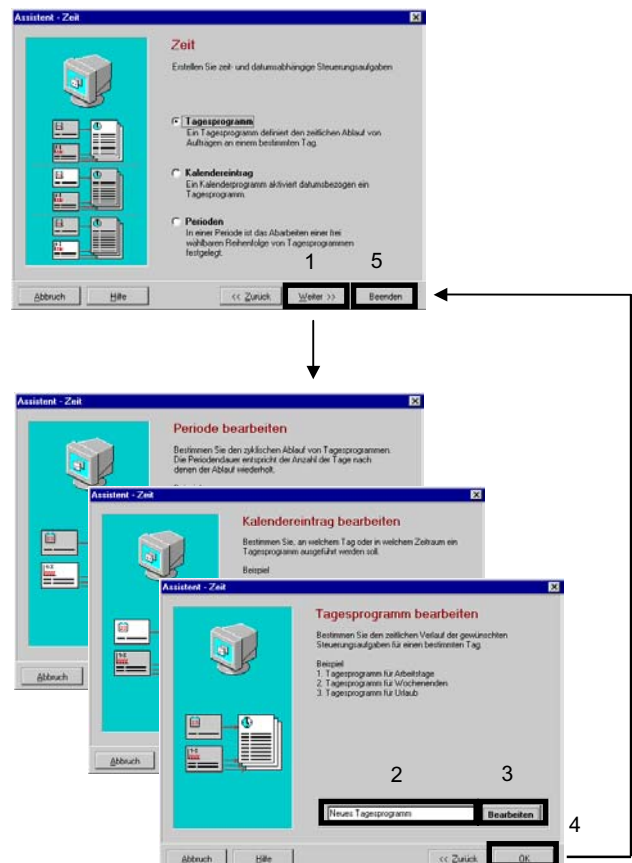 Assistent - Zeit
Zeit
Erstellen Sie zeit- und datumsabhängige Steuerungsaufgaben
Tagesprogramm
Ein Tagesprogramm definiert den zeitlichen Ablauf von
Aufträgen an einem bestimmten Tag.
Kalendereintrag
Ein Kalenderprogramm aktiviert datumsbezogen ein
Tagesprogramm.
Perioden
In einer Periode ist das Abarbeiten einer frei
wählbaren Reihenfolge von Tagesprogrammen
festgelegt.
1 5
Abbruch Hilfe << Zurück Weiter >> Beenden
Assistent - Zeit
Periode bearbeiten
Bestimmen Sie den zyklischen Ablauf von Tagesprogrammen.
Die Periodendauer entspricht der Anzahl der Tage nach
denen der Ablauf wiederholt.
Abbruch
Assistent - Zeit
Kalendereintrag bearbeiten
Bestimmen Sie, an welchem Tag oder in welchem Zeitraum ein
Tagesprogramm ausgeführt werden soll.
Beispiel
Abbruch
Assistent - Zeit
Tagesprogramm bearbeiten
Bestimmen Sie den zeitlichen Verlauf der gewünschten
Steuerungsaufgaben für einen bestimmten Tag.
Beispiel
1. Tagesprogramm für Arbeitstage
2. Tagesprogramm für Wochenenden
3. Tagesprogramm für Urlaub
2 3
Neues Tagesprogramm Bearbeiten
4
Abbruch Hilfe << Zurück OK